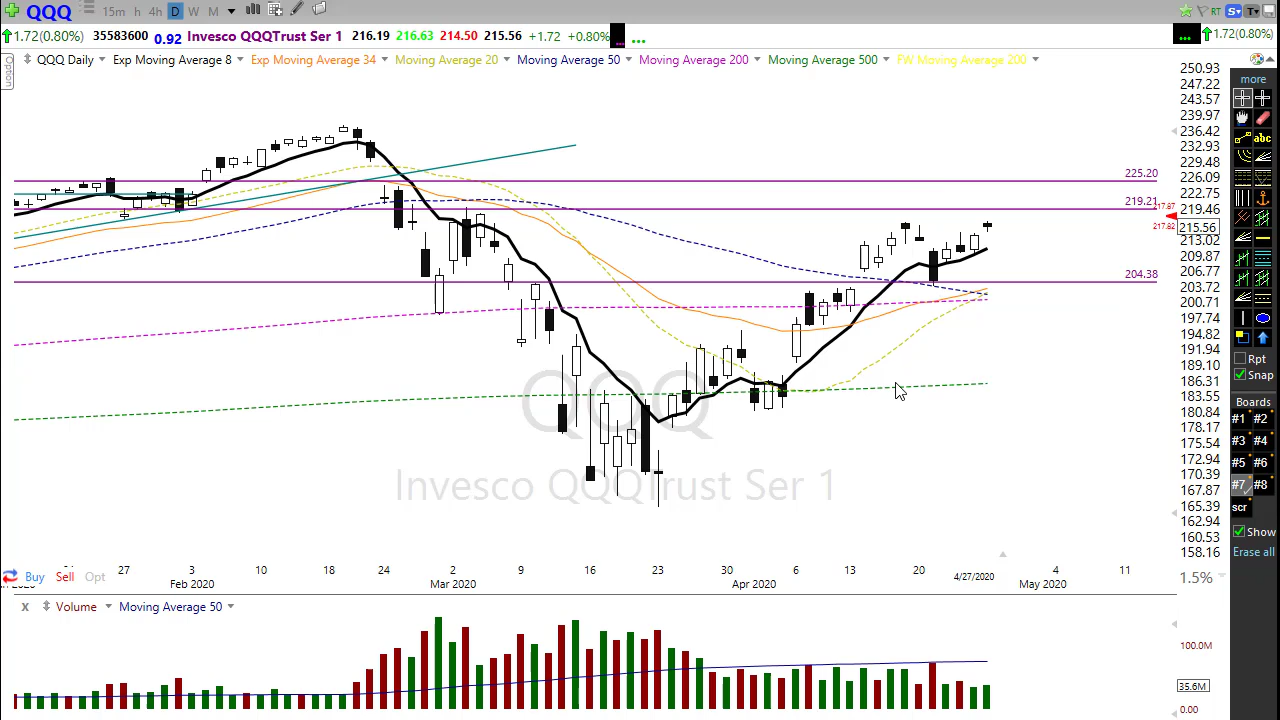 QQQ 15m h 4h D W M RT S T
1.72(0.80%) 35583600 0.92 Invesco QQQTrust Ser 1 216.19 216.63 214.50 215.56 +1.72 +0.80% ... ... 1.72(0.80%)
Option
QQQ Daily Exp Moving Average 8 Exp Moving Average 34 Moving Average 20 Moving Average 50 Moving Average 200 Moving Average 500 FW Moving Average 200
250.93
247.22
243.57
239.97
236.42
232.93
229.48
226.09
222.75
219.46
215.56
213.02
209.87
206.77
203.72
200.71
197.74
194.82
191.94
189.10
186.31
183.55
180.84
178.17
175.54
172.94
170.39
167.87
165.39
162.94
160.53
158.16
225.20
219.21
217.87
217.82
204.38
QQQ
Invesco QQQTrust Ser 1
27 3 10 18 24 2 9 16 23 30 6 13 20 4/27/2020 4 11
Feb 2020 Mar 2020 Apr 2020 May 2020
Buy Sell Opt
1.5%
x Volume Moving Average 50
100.0M
35.6M
0.00
more
abc
Rpt
Snap
Boards
#1 #2
#3 #4
#5 #6
#7 #8
scr
Show
Erase all